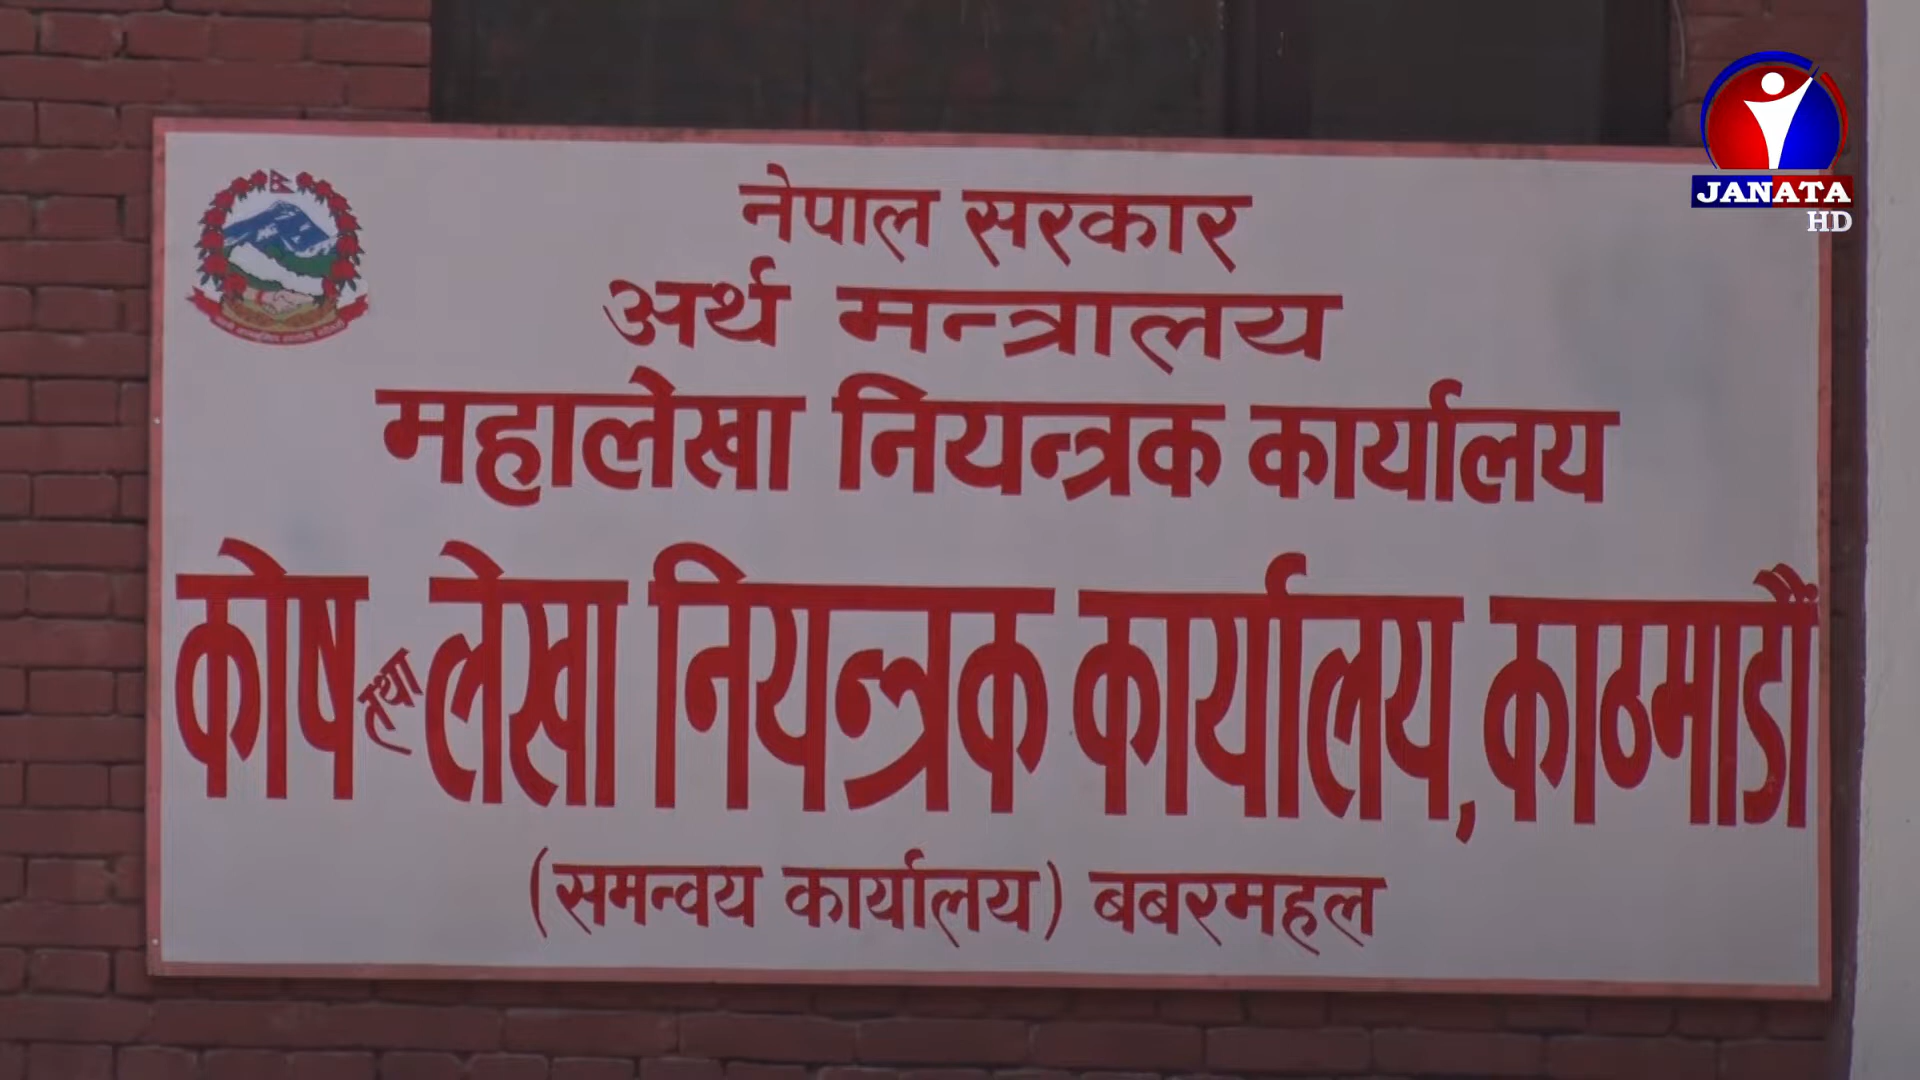 नेपाल सरकार
अर्थ मन्त्रालय
महालेखा नियन्त्रक कार्यालय
कोष तथा लेखा नियन्त्रक कार्यालय, काठमाडौं
(समन्वय कार्यालय) बबरमहल
JANATA
HD